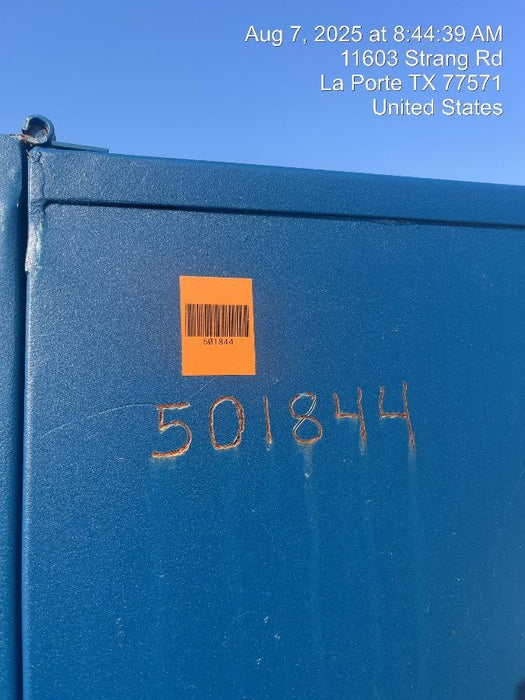 Aug 7, 2025 at 8:44:39 AM
11603 Strang Rd
La Porte TX 77571
United States
501844
501844